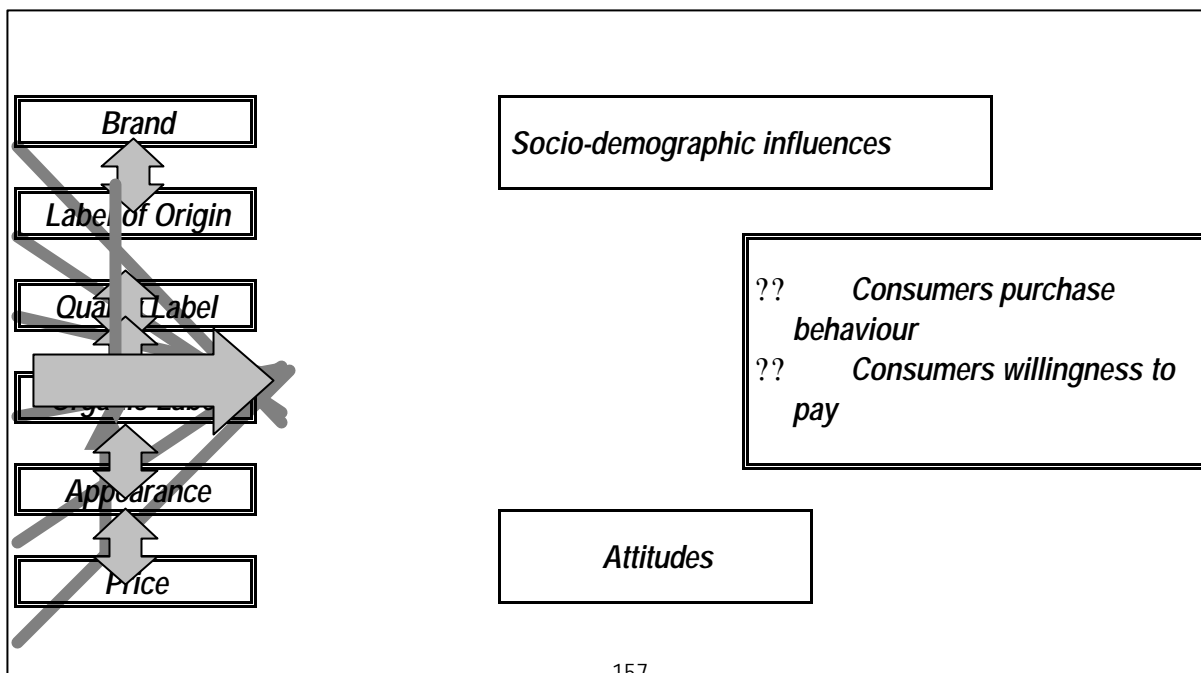 Brand
Socio-demographic influences
Label of Origin
Label
?? Consumers purchase
behaviour
?? Consumers willingness to
pay
Appearance
Attitudes
Price
157